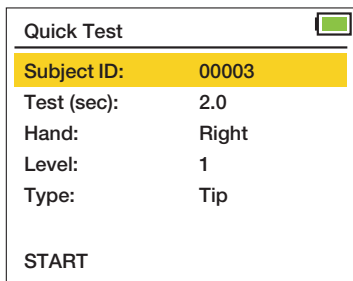 Quick Test
Subject ID: 00003
Test (sec): 2.0
Hand: Right
Level: 1
Type: Tip
START